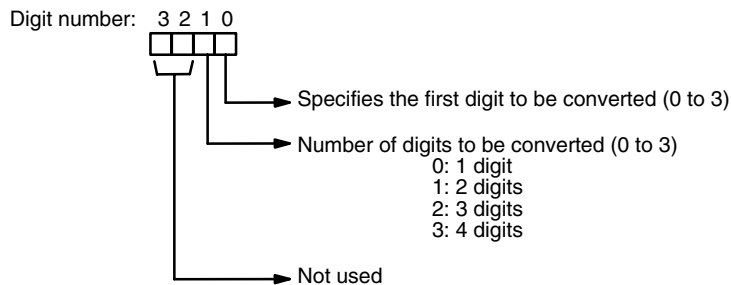 Digit number: 3 2 1 0
Specifies the first digit to be converted (0 to 3)
Number of digits to be converted (0 to 3)
0: 1 digit
1: 2 digits
2: 3 digits
3: 4 digits
Not used